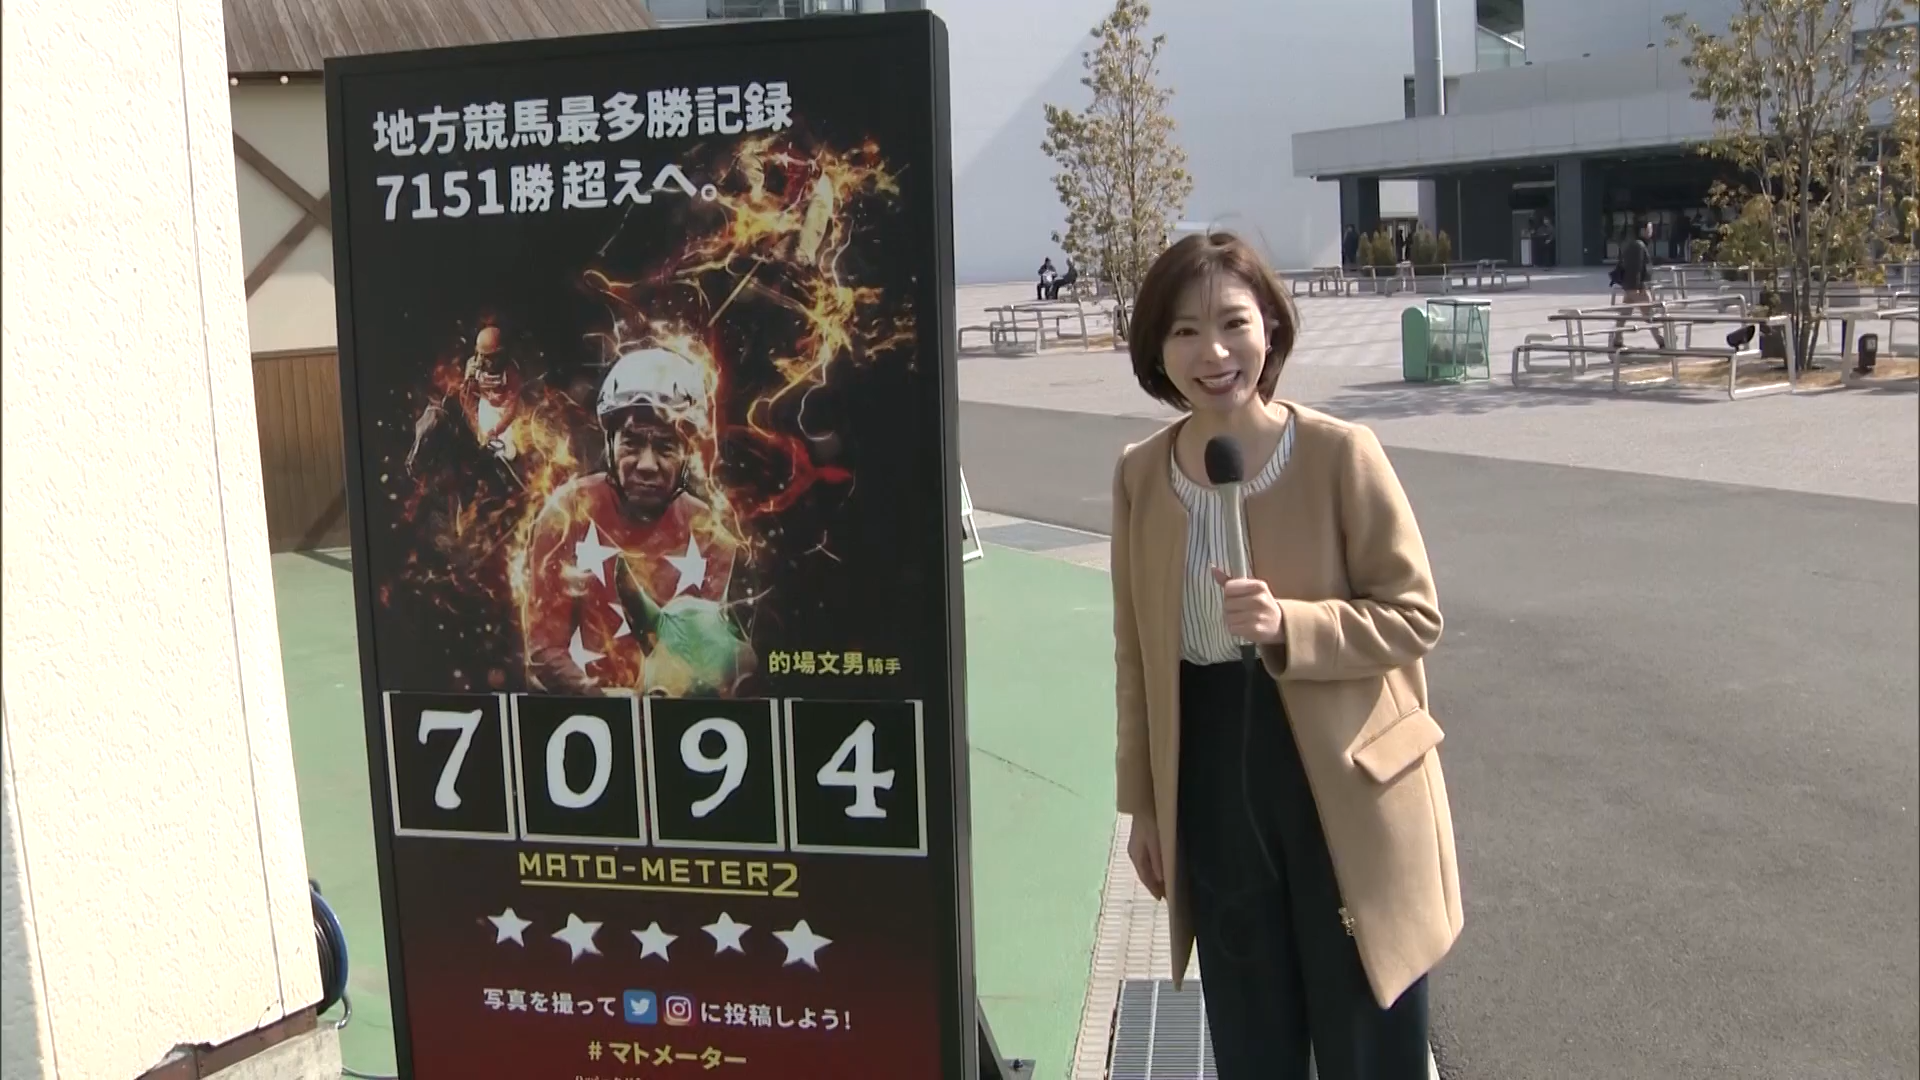 地方競馬最多勝記録
7151勝超えへ。
的場文男騎手
7094
MATO-METER2
写真を撮って に投稿しよう!
#マトメーター